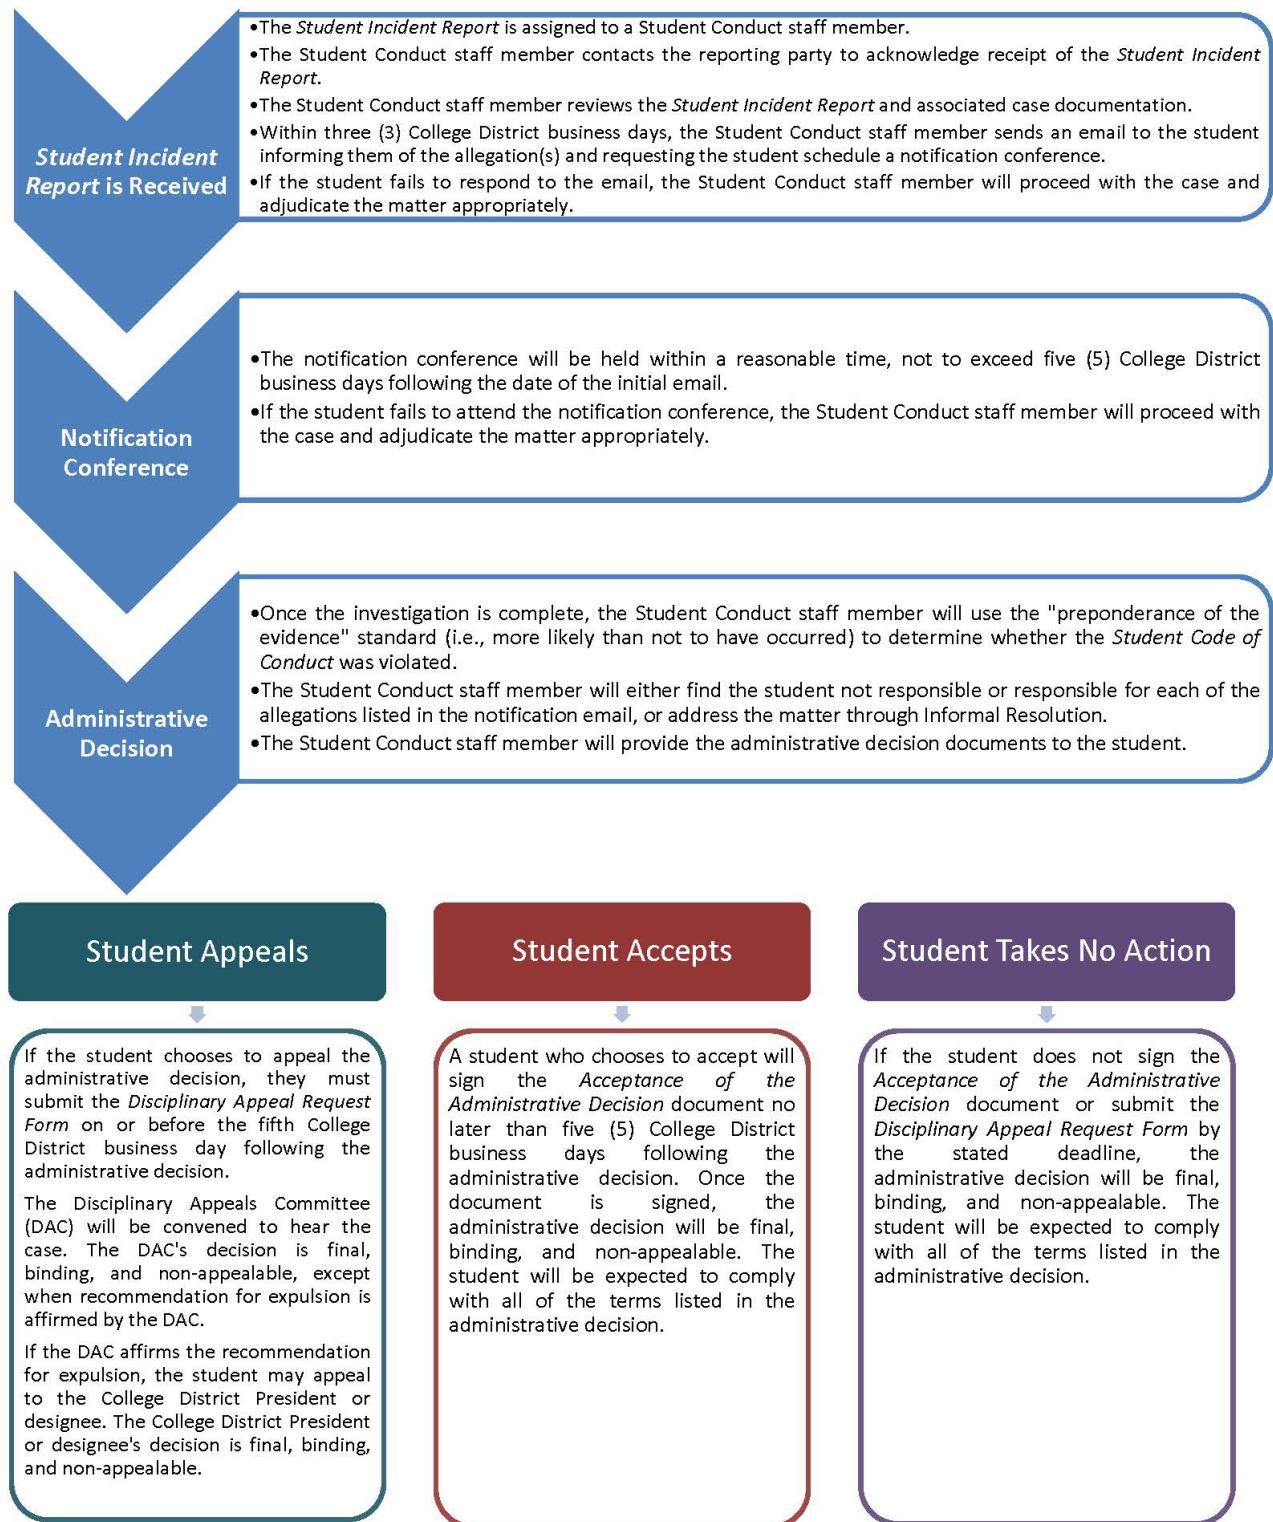 Student Incident
Report is Received
•The Student Incident Report is assigned to a Student Conduct staff member.
•The Student Conduct staff member contacts the reporting party to acknowledge receipt of the Student Incident
Report.
•The Student Conduct staff member reviews the Student Incident Report and associated case documentation.
•Within three (3) College District business days, the Student Conduct staff member sends an email to the student
informing them of the allegation(s) and requesting the student schedule a notification conference.
•If the student fails to respond to the email, the Student Conduct staff member will proceed with the case and
adjudicate the matter appropriately.
Notification
Conference
•The notification conference will be held within a reasonable time, not to exceed five (5) College District
business days following the date of the initial email.
•If the student fails to attend the notification conference, the Student Conduct staff member will proceed with
the case and adjudicate the matter appropriately.
Administrative
Decision
•Once the investigation is complete, the Student Conduct staff member will use the "preponderance of the
evidence" standard (i.e., more likely than not to have occurred) to determine whether the Student Code of
Conduct was violated.
•The Student Conduct staff member will either find the student not responsible or responsible for each of the
allegations listed in the notification email, or address the matter through Informal Resolution.
•The Student Conduct staff member will provide the administrative decision documents to the student.
Student Appeals
If the student chooses to appeal the
administrative decision, they must
submit the Disciplinary Appeal Request
Form on or before the fifth College
District business day following the
administrative decision.
The Disciplinary Appeals Committee
(DAC) will be convened to hear the
case. The DAC's decision is final,
binding, and non-appealable, except
when recommendation for expulsion is
affirmed by the DAC.
If the DAC affirms the recommendation
for expulsion, the student may appeal
to the College District President or
designee. The College District President
or designee's decision is final, binding,
and non-appealable.
Student Accepts
A student who chooses to accept will
sign the Acceptance of the
Administrative Decision document no
later than five (5) College District
business days following the
administrative decision. Once the
document is signed, the
administrative decision will be final,
binding, and non-appealable. The
student will be expected to comply
with all of the terms listed in the
administrative decision.
Student Takes No Action
If the student does not sign the
Acceptance of the Administrative
Decision document or submit the
Disciplinary Appeal Request Form by
the stated deadline, the
administrative decision will be final,
binding, and non-appealable. The
student will be expected to comply
with all of the terms listed in the
administrative decision.